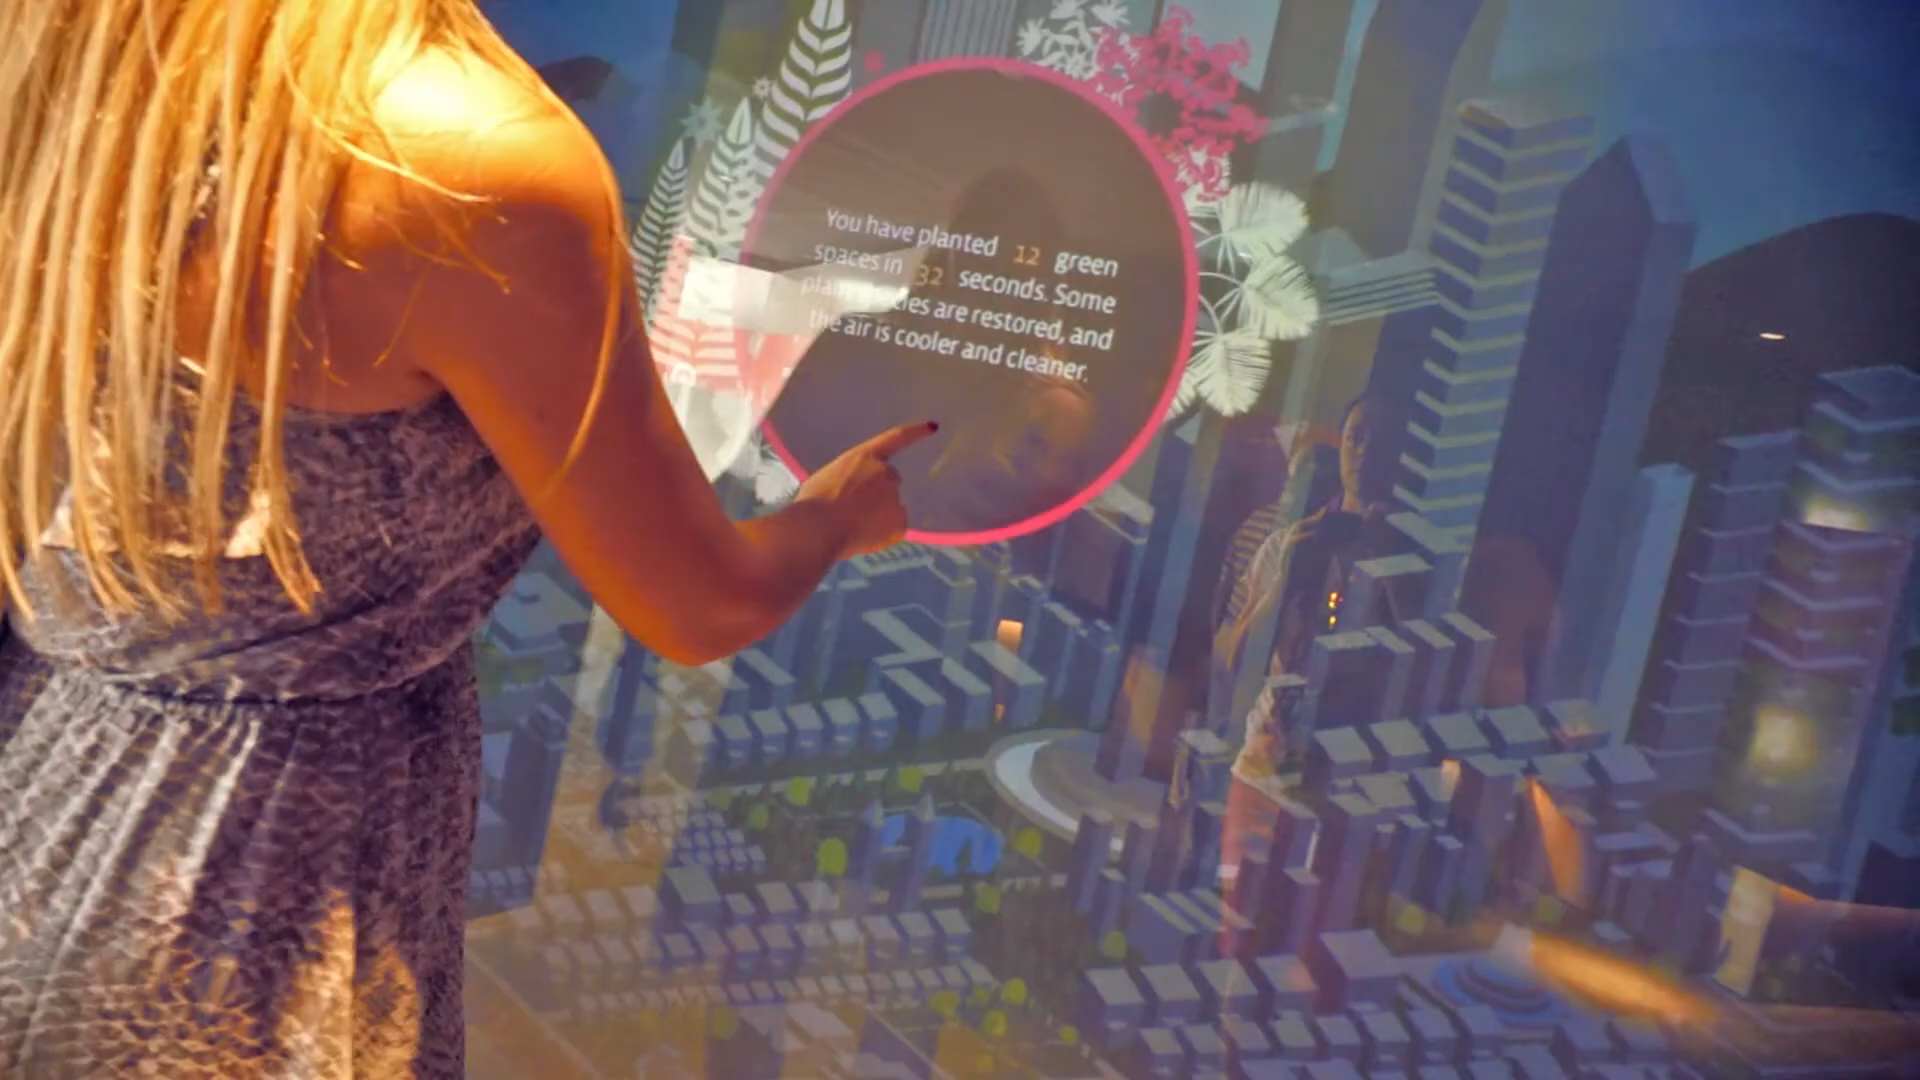 You have planted 12 green
spaces in 32 seconds. Some
are restored, and
the air is cooler and cleaner.